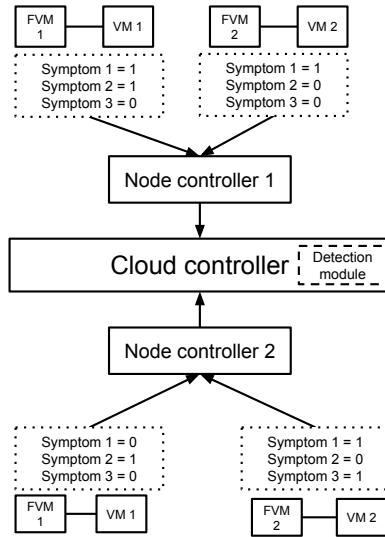 FVM
1
VM 1
FVM
2
VM 2
Symptom 1 = 1
Symptom 2 = 1
Symptom 3 = 0
Symptom 1 = 1
Symptom 2 = 0
Symptom 3 = 0
Node controller 1
Cloud controller
Detection
module
Node controller 2
Symptom 1 = 0
Symptom 2 = 1
Symptom 3 = 0
Symptom 1 = 1
Symptom 2 = 0
Symptom 3 = 1
FVM
1
VM 1
FVM
2
VM 2